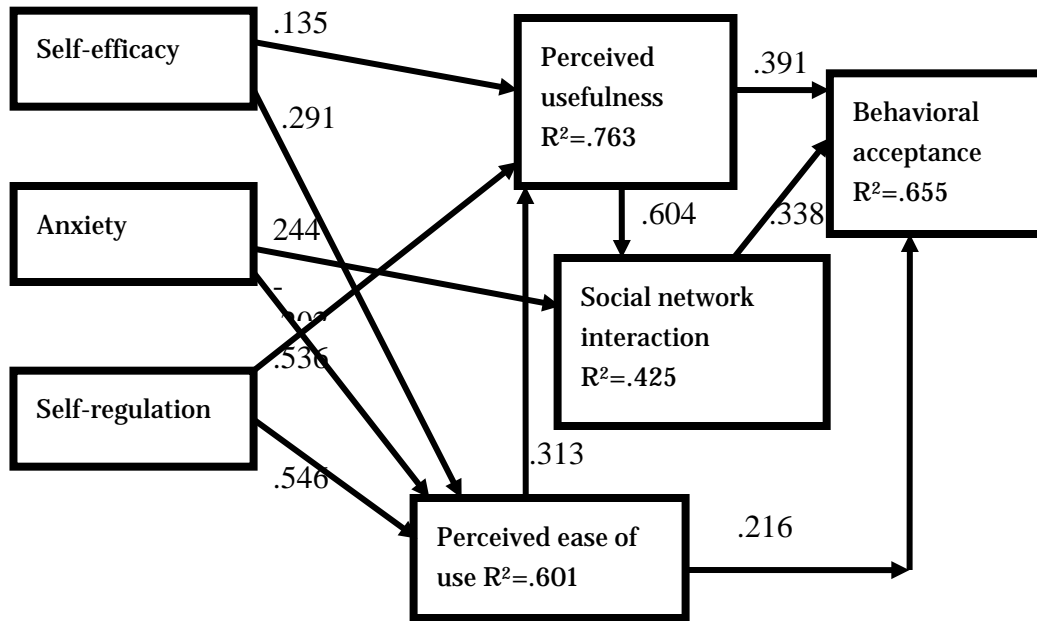 Self-efficacy
.135
.291
Perceived
usefulness
R²=.763
.391
Behavioral
acceptance
R²=.655
Anxiety
244
-
.604
.338
Social network
interaction
R²=.425
.536
Self-regulation
.546
.313
Perceived ease of
use R²=.601
.216